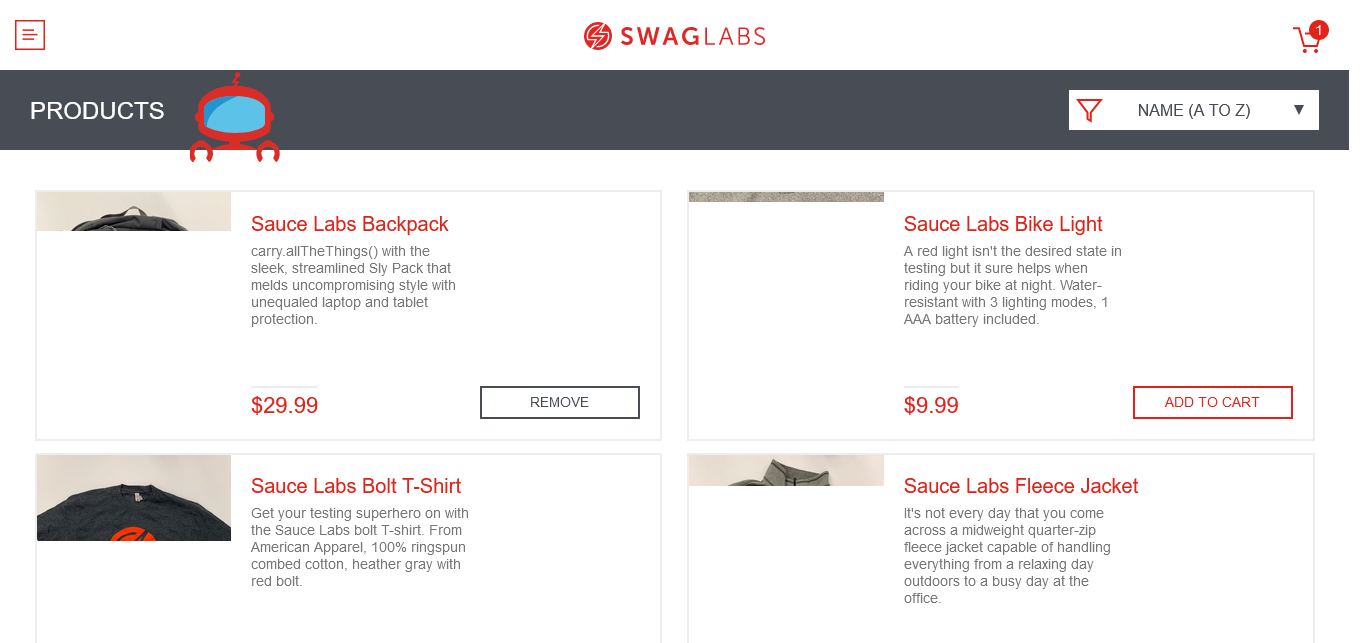 SWAGLABS
1
PRODUCTS
NAME (A TO Z)
Sauce Labs Backpack
carry.allTheThings() with the
sleek, streamlined Sly Pack that
melds uncompromising style with
unequaled laptop and tablet
protection.
$29.99
REMOVE
Sauce Labs Bike Light
A red light isn't the desired state in
testing but it sure helps when
riding your bike at night. Water-
resistant with 3 lighting modes, 1
AAA battery included.
$9.99
ADD TO CART
Sauce Labs Bolt T-Shirt
Get your testing superhero on with
the Sauce Labs bolt T-shirt. From
American Apparel, 100% ringspun
combed cotton, heather gray with
red bolt.
Sauce Labs Fleece Jacket
It's not every day that you come
across a midweight quarter-zip
fleece jacket capable of handling
everything from a relaxing day
outdoors to a busy day at the
office.